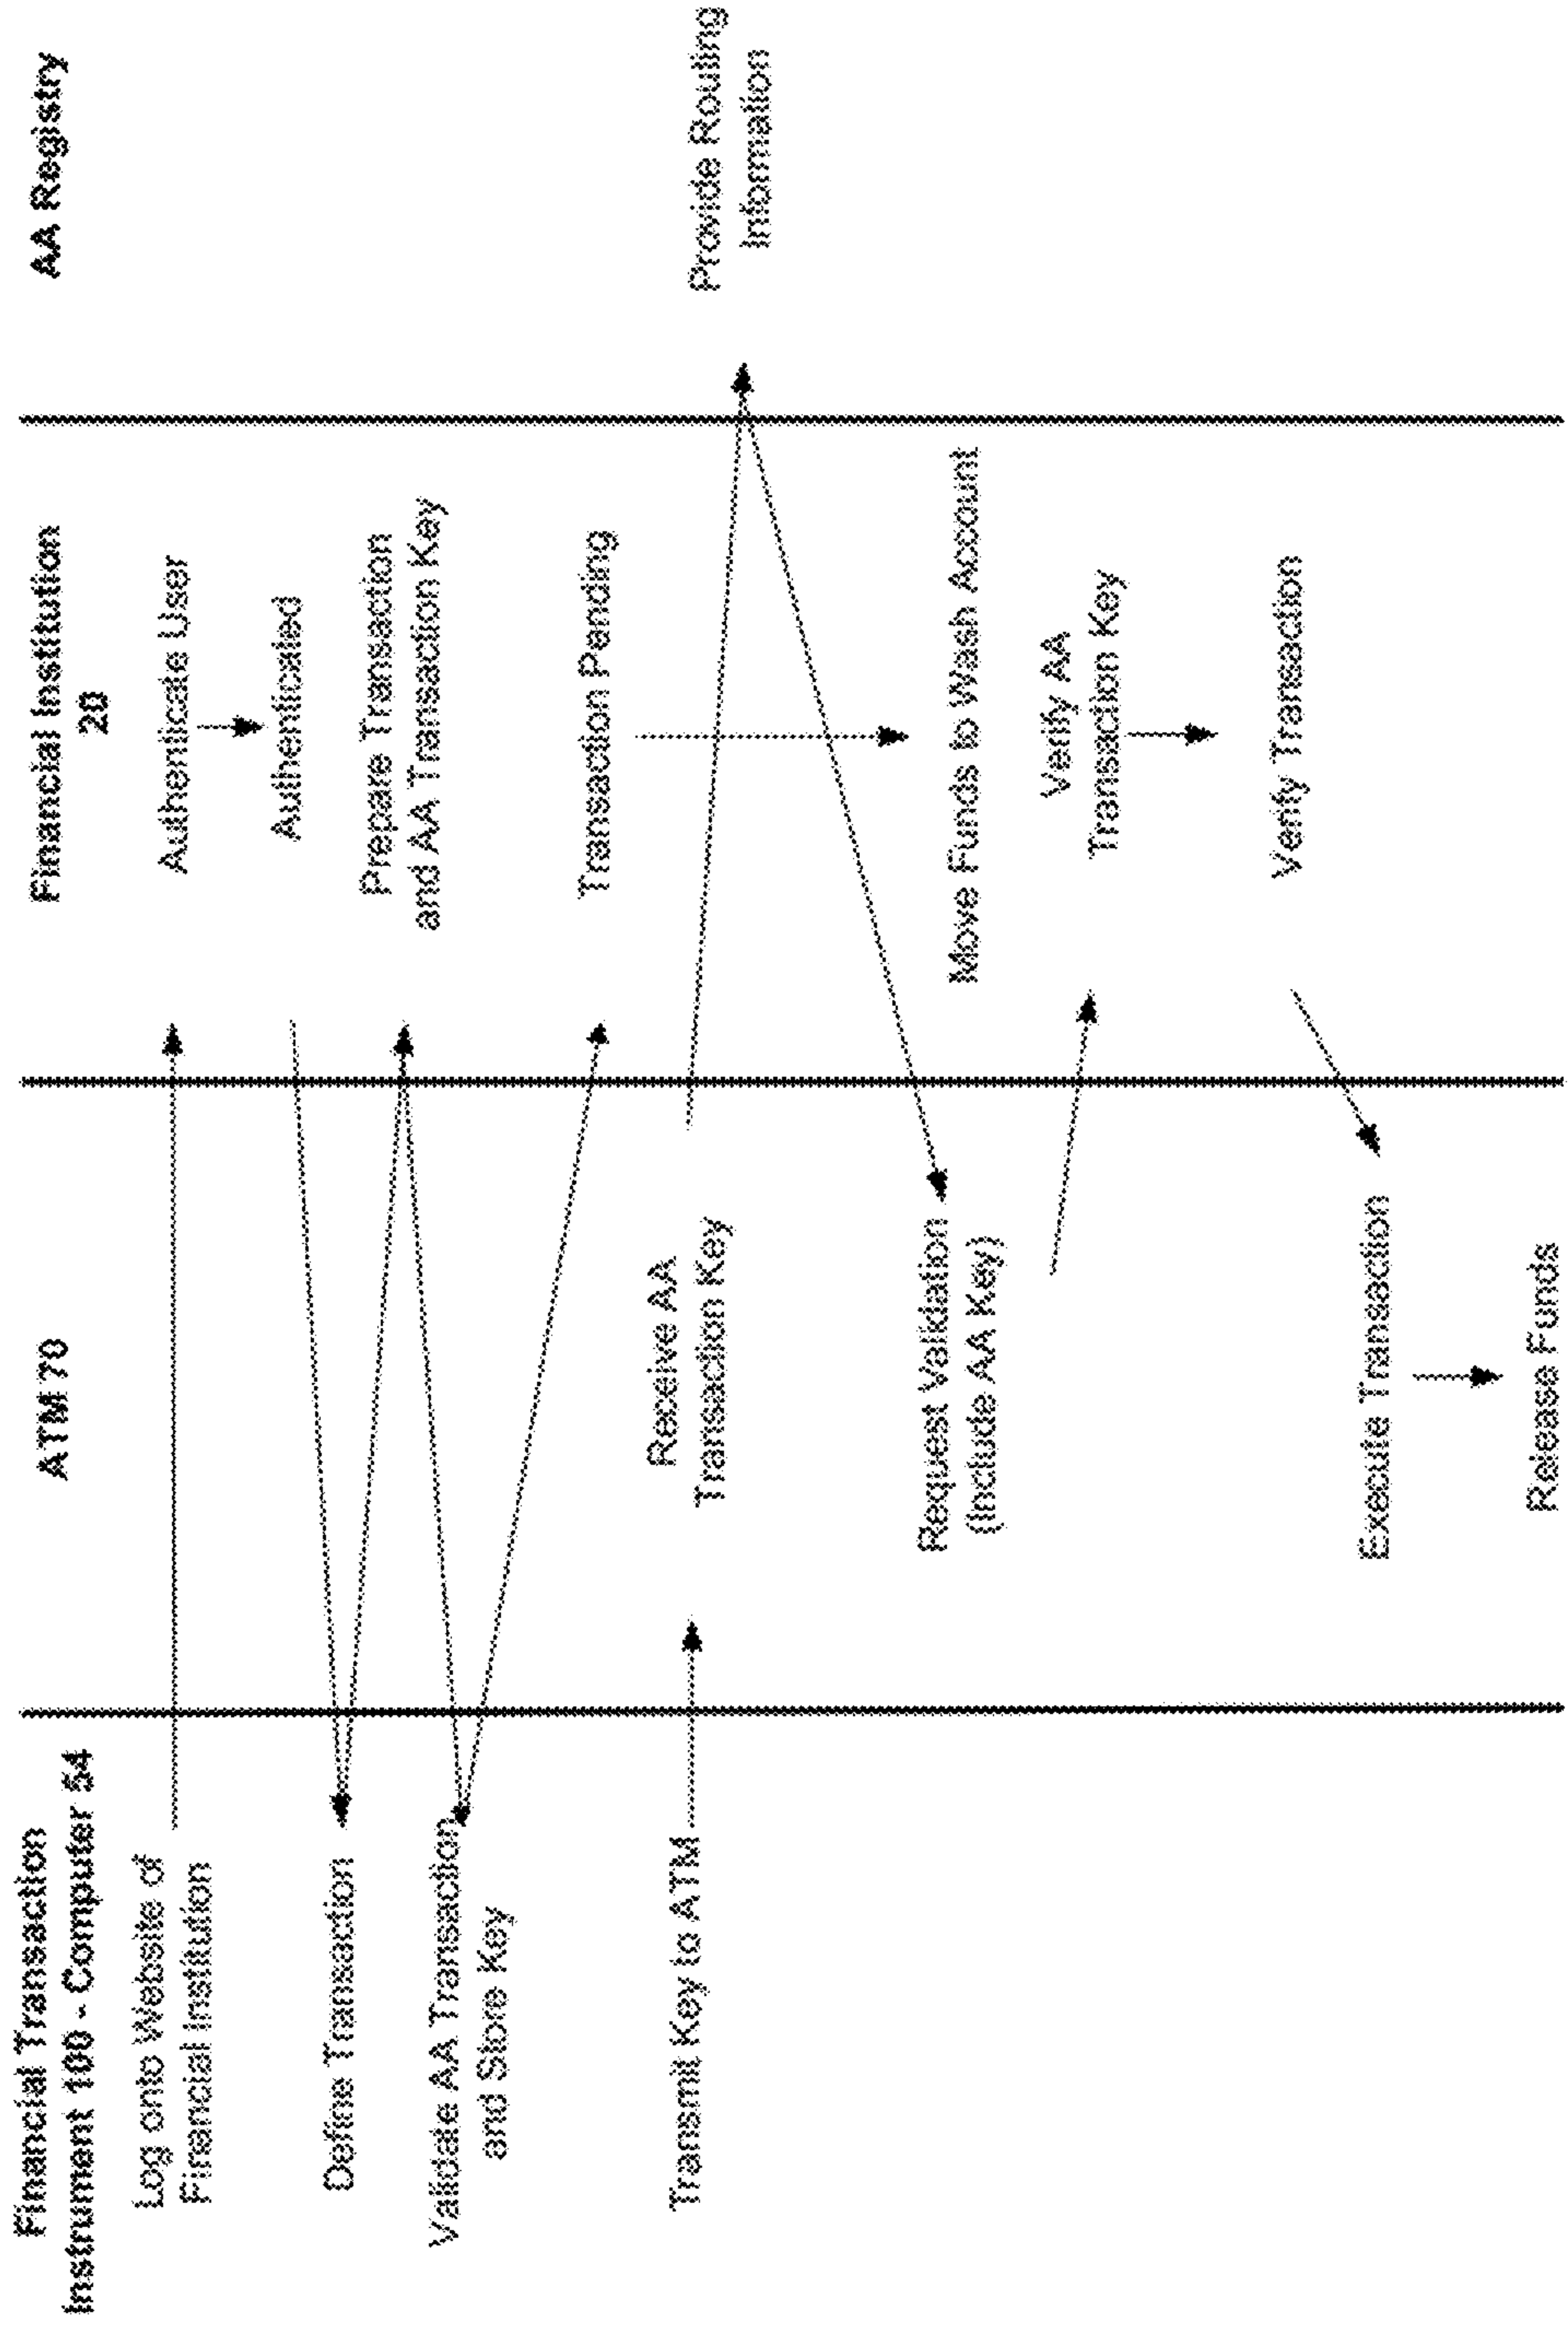 Financial Transaction
Instrument 100 - Computer 54
ATM 70
Financial Institution
20
AA Registry
Log onto Website of
Financial Institution
Authenticate User
Authenticated
Define Transaction
Prepare Transaction
and AA Transaction Key
Validate AA Transaction
and Store Key
Transaction Pending
Transmit Key to ATM
Receive AA
Transaction Key
Provide Routing
Information
Request Validation
(Include AA Key)
Move Funds to Wash Account
Verify AA
Transaction Key
Verify Transaction
Execute Transaction
Release Funds